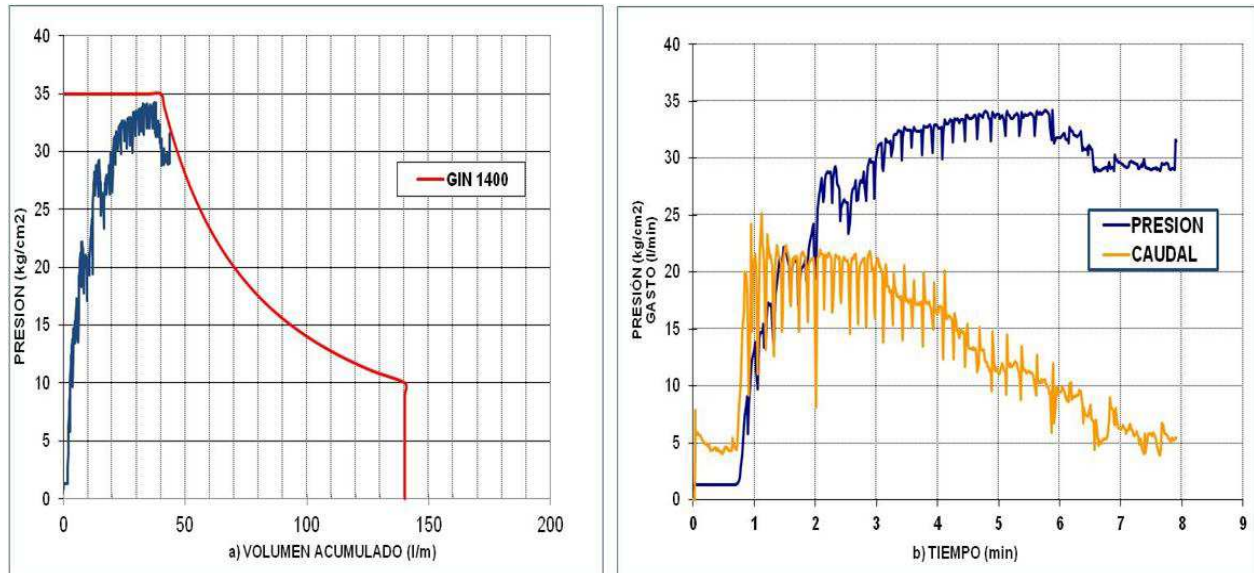 40
35
30
25
20
15
10
5
0
PRESION (kg/cm2)
GIN 1400
0 50 100 150 200
a) VOLUMEN ACUMULADO (l/m)
40
35
30
25
20
15
10
5
0
PRESIÓN (kg/cm2)
GASTO (l/min)
PRESION
CAUDAL
0 1 2 3 4 5 6 7 8 9
b) TIEMPO (min)